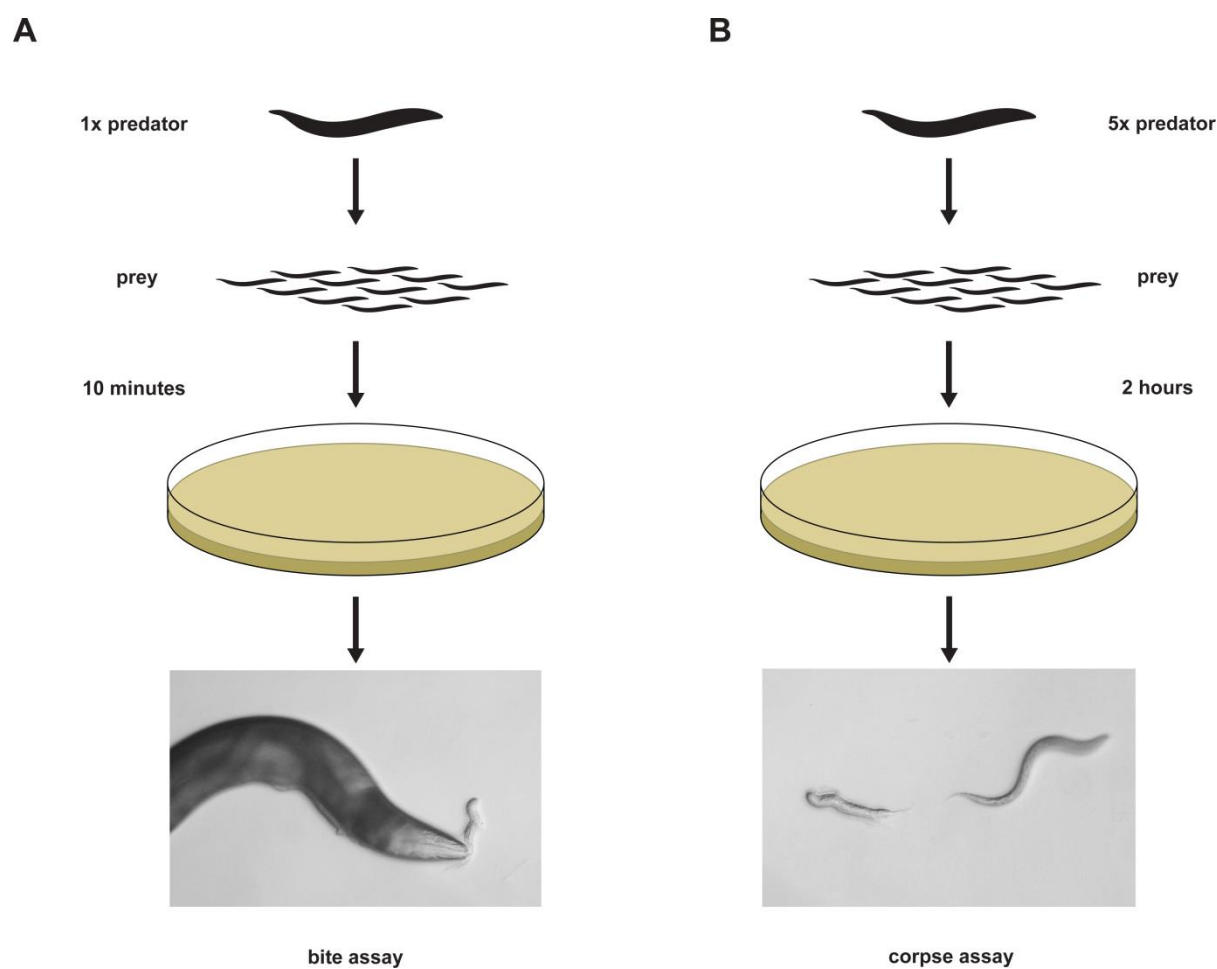 A
1x predator
prey
10 minutes
bite assay
B
5x predator
prey
2 hours
corpse assay